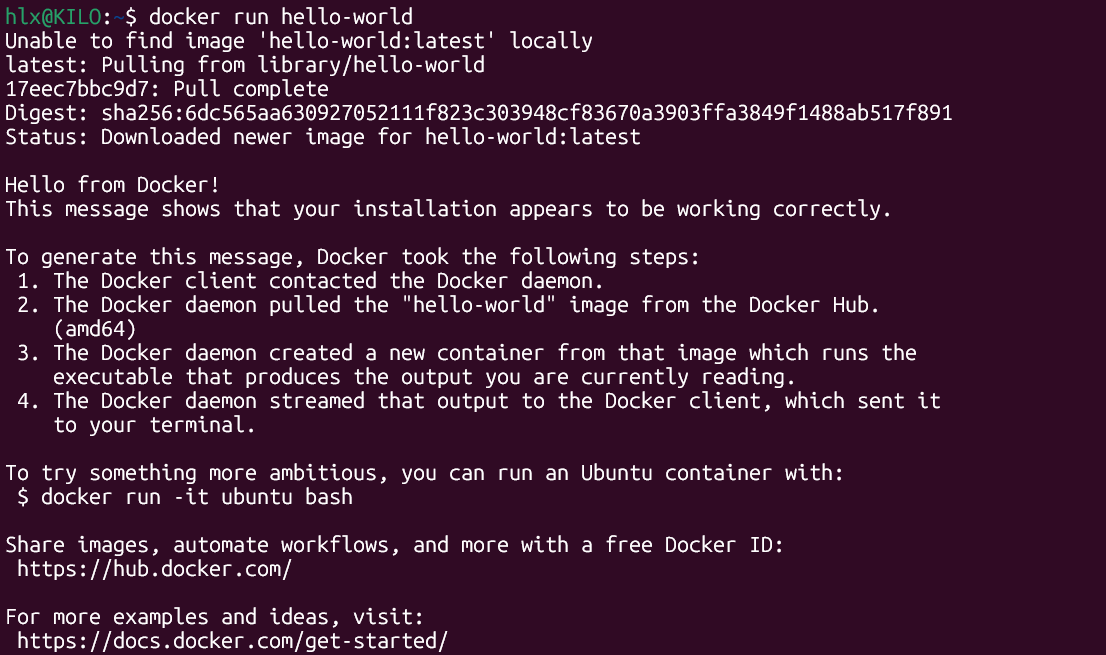 hlx@KILO:~$ docker run hello-world
Unable to find image 'hello-world:latest' locally
latest: Pulling from library/hello-world
17eec7bbc9d7: Pull complete
Digest: sha256:6dc565aa630927052111f823c303948cf83670a3903ffa3849f1488ab517f891
Status: Downloaded newer image for hello-world:latest

Hello from Docker!
This message shows that your installation appears to be working correctly.

To generate this message, Docker took the following steps:
 1. The Docker client contacted the Docker daemon.
 2. The Docker daemon pulled the "hello-world" image from the Docker Hub.
    (amd64)
 3. The Docker daemon created a new container from that image which runs the
    executable that produces the output you are currently reading.
 4. The Docker daemon streamed that output to the Docker client, which sent it
    to your terminal.

To try something more ambitious, you can run an Ubuntu container with:
 $ docker run -it ubuntu bash

Share images, automate workflows, and more with a free Docker ID:
 https://hub.docker.com/

For more examples and ideas, visit:
 https://docs.docker.com/get-started/